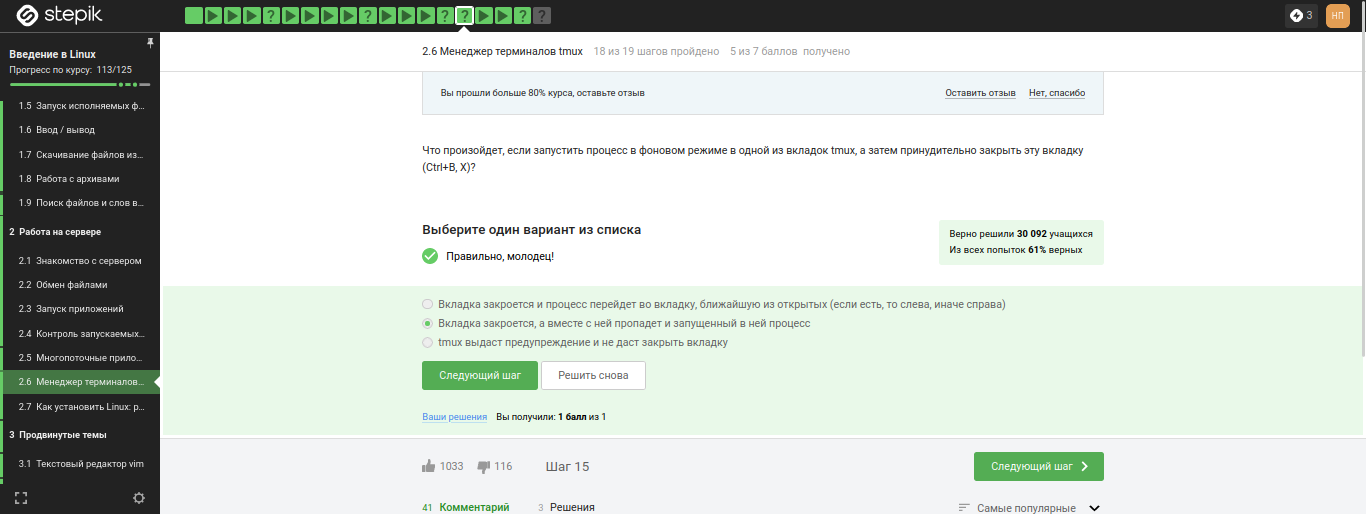 stepik
3
НП
Введение в Linux
Прогресс по курсу: 113/125
1.5 Запуск исполняемых ф...
1.6 Ввод / вывод
1.7 Скачивание файлов из...
1.8 Работа с архивами
1.9 Поиск файлов и слов в...
2 Работа на сервере
2.1 Знакомство с сервером
2.2 Обмен файлами
2.3 Запуск приложений
2.4 Контроль запускаемых...
2.5 Многопоточные прило...
2.6 Менеджер терминалов...
2.7 Как установить Linux: р...
3 Продвинутые темы
3.1 Текстовый редактор vim
2.6 Менеджер терминалов tmux 18 из 19 шагов пройдено 5 из 7 баллов получено
Вы прошли больше 80% курса, оставьте отзыв
Оставить отзыв Нет, спасибо
Что произойдет, если запустить процесс в фоновом режиме в одной из вкладок tmux, а затем принудительно закрыть эту вкладку
(Ctrl+B, X)?
Выберите один вариант из списка
Правильно, молодец!
Верно решили 30 092 учащихся
Из всех попыток 61% верных
Вкладка закроется и процесс перейдет во вкладку, ближайшую из открытых (если есть, то слева, иначе справа)
Вкладка закроется, а вместе с ней пропадет и запущенный в ней процесс
tmux выдаст предупреждение и не даст закрыть вкладку
Следующий шаг Решить снова
Ваши решения Вы получили: 1 балл из 1
1033 116 Шаг 15
Следующий шаг
41 Комментарий 3 Решения
Самые популярные